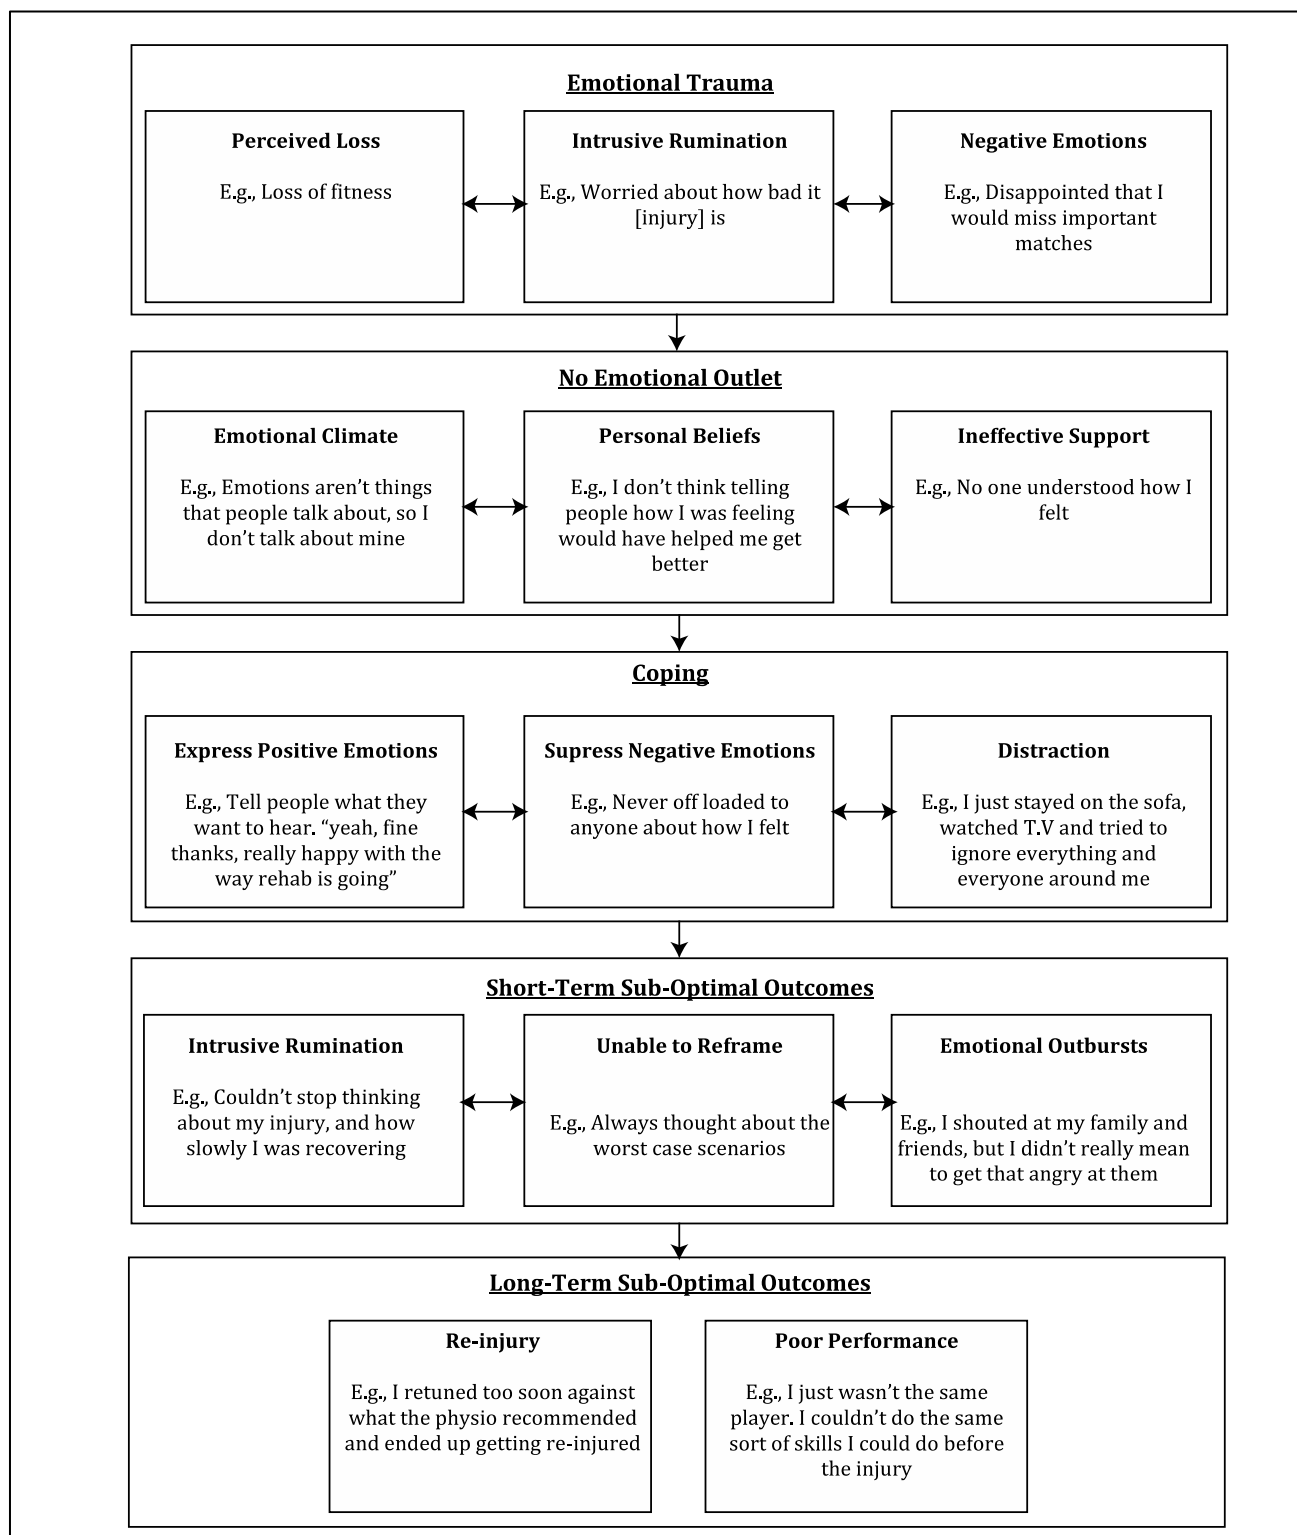 Emotional Trauma
Perceived Loss
E.g., Loss of fitness
Intrusive Rumination
E.g., Worried about how bad it
[injury] is
Negative Emotions
E.g., Disappointed that I
would miss important
matches
No Emotional Outlet
Emotional Climate
E.g., Emotions aren’t things
that people talk about, so I
don’t talk about mine
Personal Beliefs
E.g., I don’t think telling
people how I was feeling
would have helped me get
better
Ineffective Support
E.g., No one understood how I
felt
Coping
Express Positive Emotions
E.g., Tell people what they
want to hear. “yeah, fine
thanks, really happy with the
way rehab is going”
Supress Negative Emotions
E.g., Never off loaded to
anyone about how I felt
Distraction
E.g., I just stayed on the sofa,
watched T.V and tried to
ignore everything and
everyone around me
Short-Term Sub-Optimal Outcomes
Intrusive Rumination
E.g., Couldn’t stop thinking
about my injury, and how
slowly I was recovering
Unable to Reframe
E.g., Always thought about the
worst case scenarios
Emotional Outbursts
E.g., I shouted at my family and
friends, but I didn’t really mean
to get that angry at them
Long-Term Sub-Optimal Outcomes
Re-injury
E.g., I retuned too soon against
what the physio recommended
and ended up getting re-injured
Poor Performance
E.g., I just wasn’t the same
player. I couldn’t do the same
sort of skills I could do before
the injury